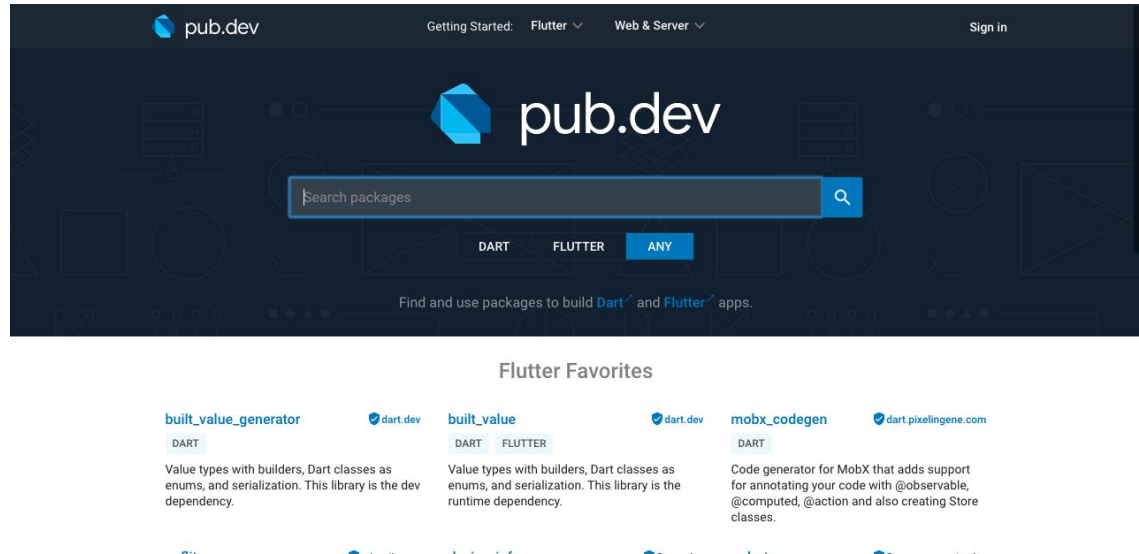 pub.dev
Getting Started: Flutter Web & Server
Sign in
pub.dev
Search packages
DART FLUTTER ANY
Find and use packages to build Dart and Flutter apps.
Flutter Favorites
built_value_generator dart.dev
DART
Value types with builders, Dart classes as
enums, and serialization. This library is the dev
dependency.
built_value dart.dev
DART FLUTTER
Value types with builders, Dart classes as
enums, and serialization. This library is the
runtime dependency.
mobx_codegen dart.pixelingene.com
DART
Code generator for MobX that adds support
for annotating your code with @observable,
@computed, @action and also creating Store
classes.